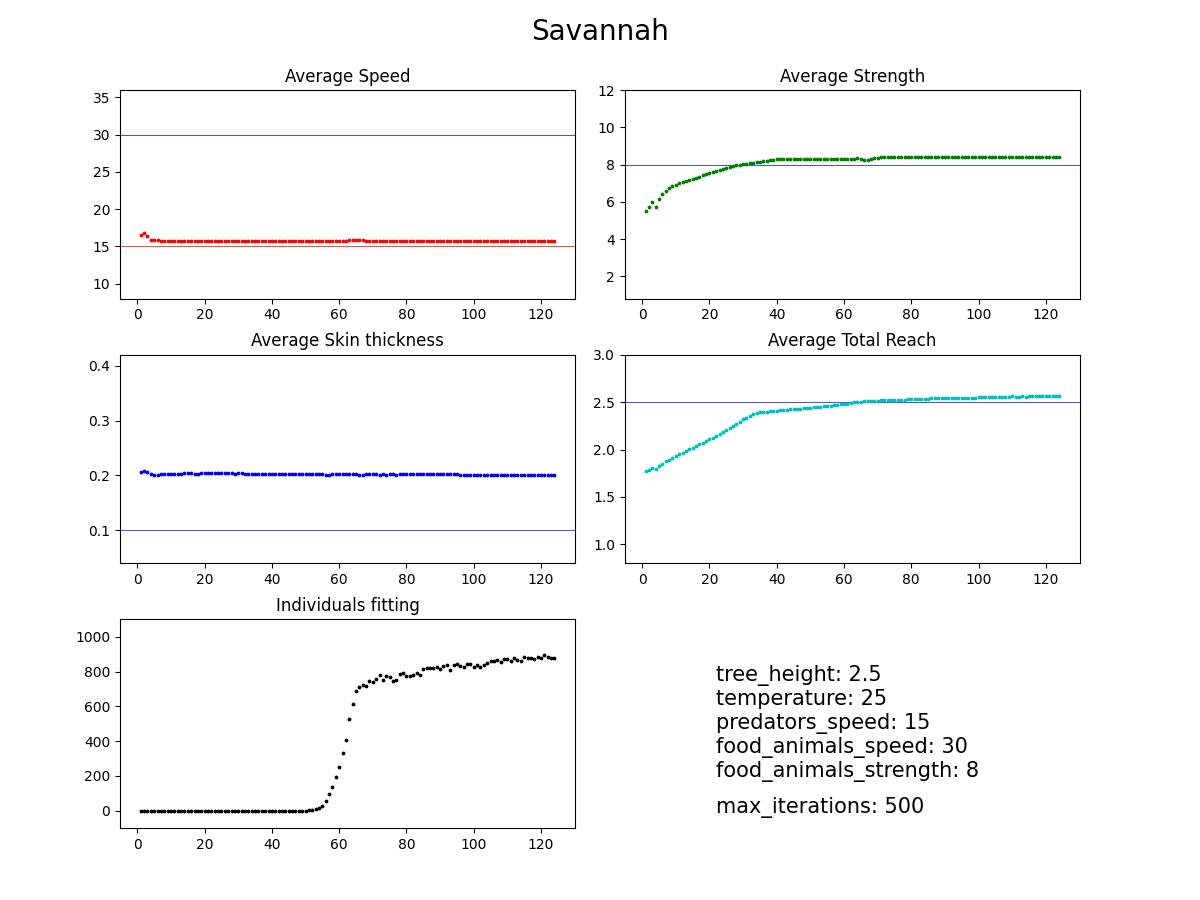 Savannah
Average Speed
35
30
25
20
15
10
0 20 40 60 80 100 120
Average Strength
12
10
8
6
4
2
0 20 40 60 80 100 120
Average Skin thickness
0.4
0.3
0.2
0.1
0 20 40 60 80 100 120
Average Total Reach
3.0
2.5
2.0
1.5
1.0
0 20 40 60 80 100 120
Individuals fitting
1000
800
600
400
200
0
0 20 40 60 80 100 120
tree_height: 2.5
temperature: 25
predators_speed: 15
food_animals_speed: 30
food_animals_strength: 8
max_iterations: 500